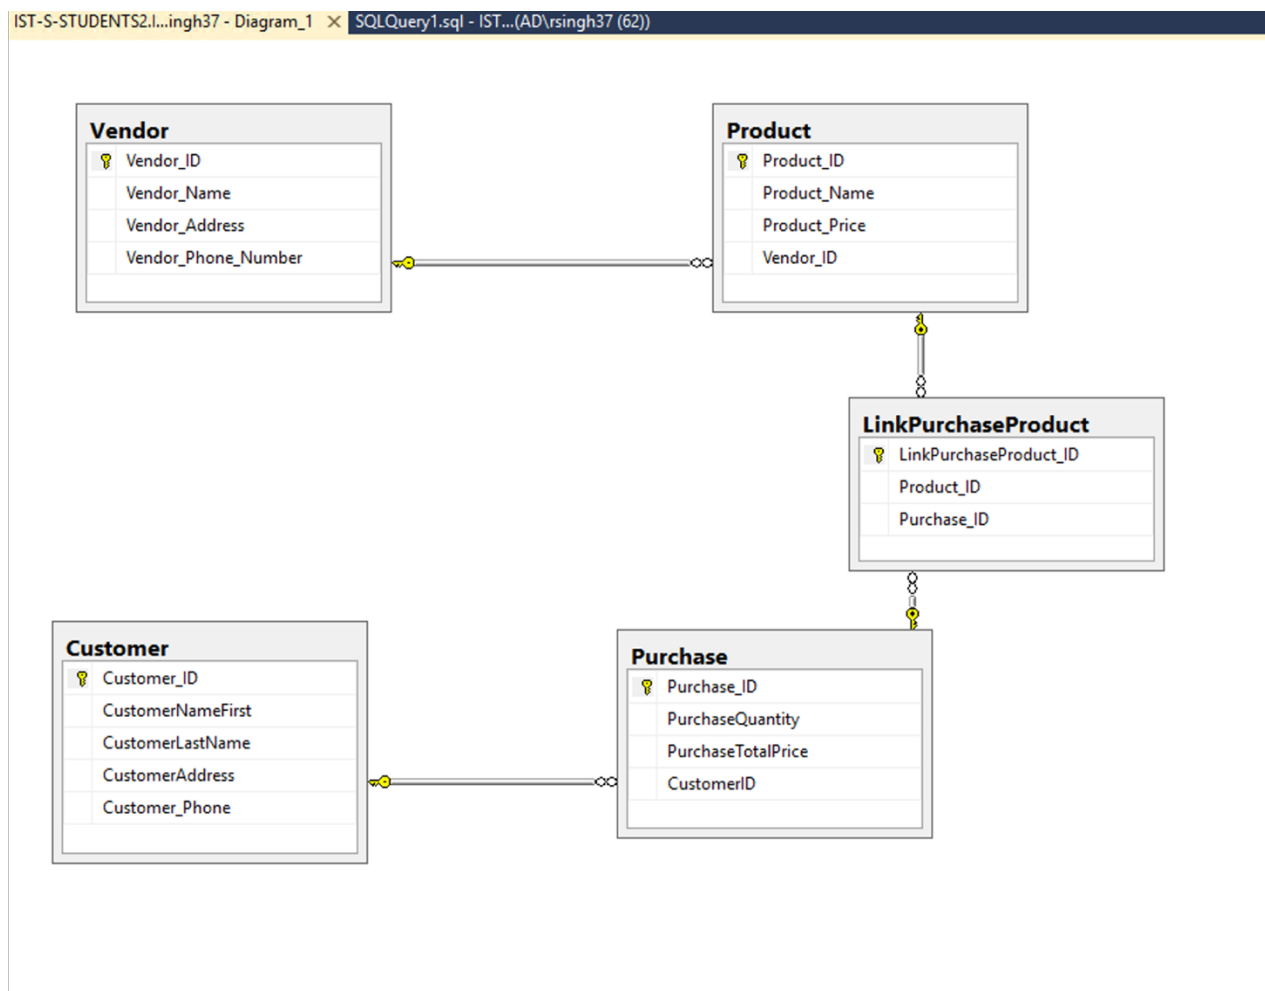 IST-S-STUDENTS2.I...ingh37 - Diagram_1
SQLQuery1.sql - IST...(AD\rsingh37 (62))
Vendor
Vendor_ID
Vendor_Name
Vendor_Address
Vendor_Phone_Number
Product
Product_ID
Product_Name
Product_Price
Vendor_ID
LinkPurchaseProduct
LinkPurchaseProduct_ID
Product_ID
Purchase_ID
Customer
Customer_ID
CustomerNameFirst
CustomerLastName
CustomerAddress
Customer_Phone
Purchase
Purchase_ID
PurchaseQuantity
PurchaseTotalPrice
CustomerID